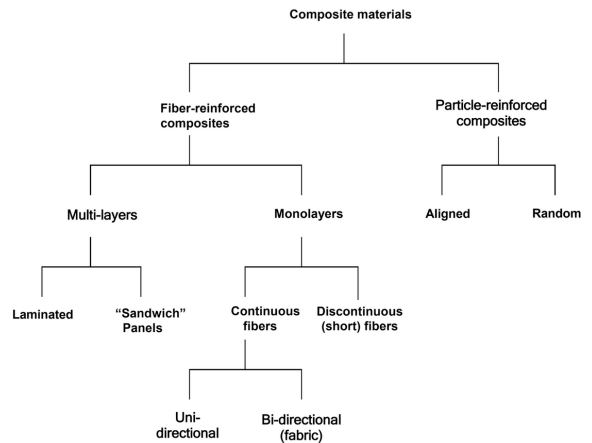 Composite materials
Fiber-reinforced
composites
Particle-reinforced
composites
Multi-layers
Monolayers
Aligned
Random
Laminated
“Sandwich”
Panels
Continuous
fibers
Discontinuous
(short) fibers
Uni-
directional
Bi-directional
(fabric)